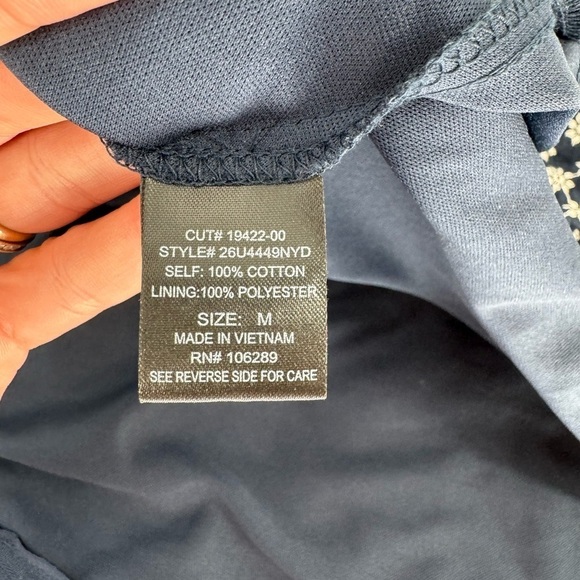 CUT# 19422-00
STYLE# 26U4449NYD
SELF: 100% COTTON
LINING:100% POLYESTER
SIZE: M
MADE IN VIETNAM
RN# 106289
SEE REVERSE SIDE FOR CARE